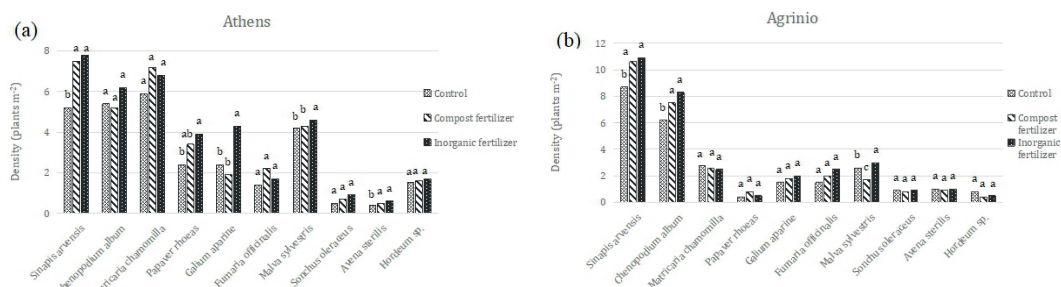 (a)
Athens
Density (plants m-2)
8
6
4
2
0
b a a
a a a
a a a
b ab a
b b a
a a a
b b a
a a a
b a a
a a a
Sinapis arvensis
henopodium album
tricaria chamomilla
Papaver rhoeas
Galium aparine
Fumaria officinalis
Malva sylvestris
Sonchus oleraceus
Avena sterilis
Hordeum sp.
Control
Compost fertilizer
Inorganic fertilizer
(b)
Agrinio
Density (plants m-2)
12
10
8
6
4
2
0
b a a
b a a
a a a
a a a
a a a
a a a
b c a
a a a
a a a
a a a
Sinapis arvensis
Chenopodium album
Matricaria chamomilla
Papaver rhoeas
Galium aparine
Fumaria officinalis
Malva sylvestris
Sonchus oleraceus
Avena sterilis
Hordeum sp.
Control
Compost
fertilizer
Inorganic
fertilizer